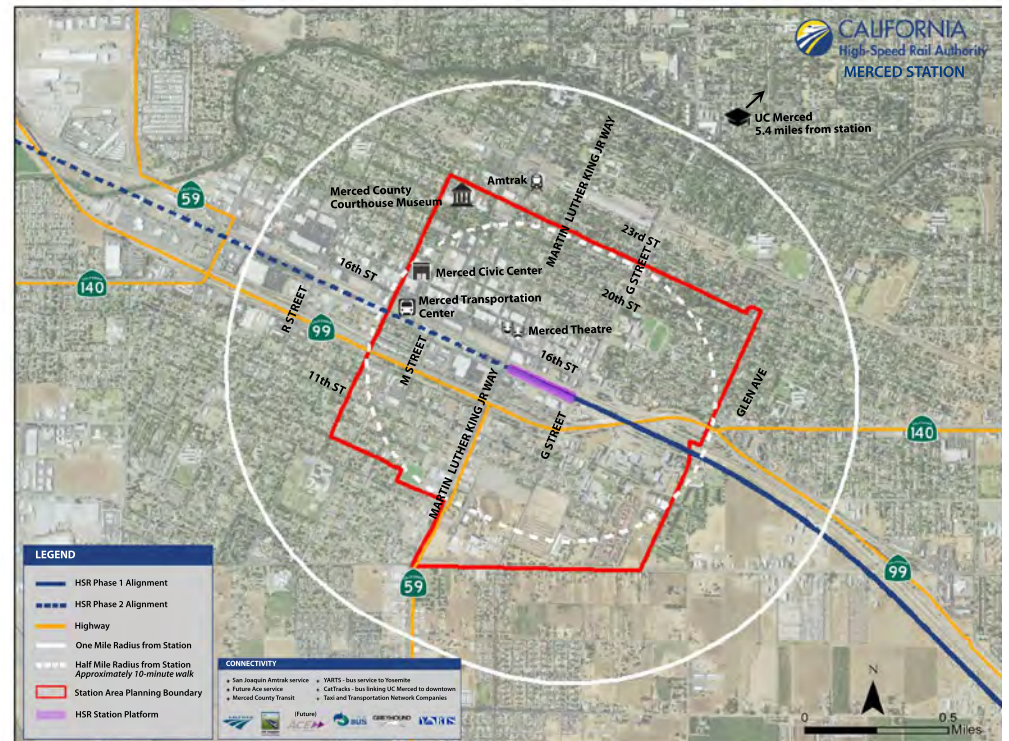 CALIFORNIA
High-Speed Rail Authority
MERCED STATION
UC Merced
5.4 miles from station
MARTIN LUTHER KING JR WAY
Amtrak
Merced County
Courthouse Museum
59
23rd ST
G STREET
16th ST
Merced Civic Center
140
20th ST
Merced Transportation
Center
R STREET
99
Merced Theatre
M STREET
16th ST
11th ST
GLEN AVE
MARTIN LUTHER KING JR WAY
G STREET
140
59
99
LEGEND
HSR Phase 1 Alignment
HSR Phase 2 Alignment
Highway
One Mile Radius from Station
Half Mile Radius from Station
Approximately 10-minute walk
Station Area Planning Boundary
HSR Station Platform
CONNECTIVITY
San Joaquin Amtrak service
Future Ace service
Merced County Transit
YARTS - bus service to Yosemite
CatTracks - bus linking UC Merced to downtown
Taxi and Transportation Network Companies
(Future)
ACE
BUS
GREYHOUND
YARTS
N
0 0 5
Miles